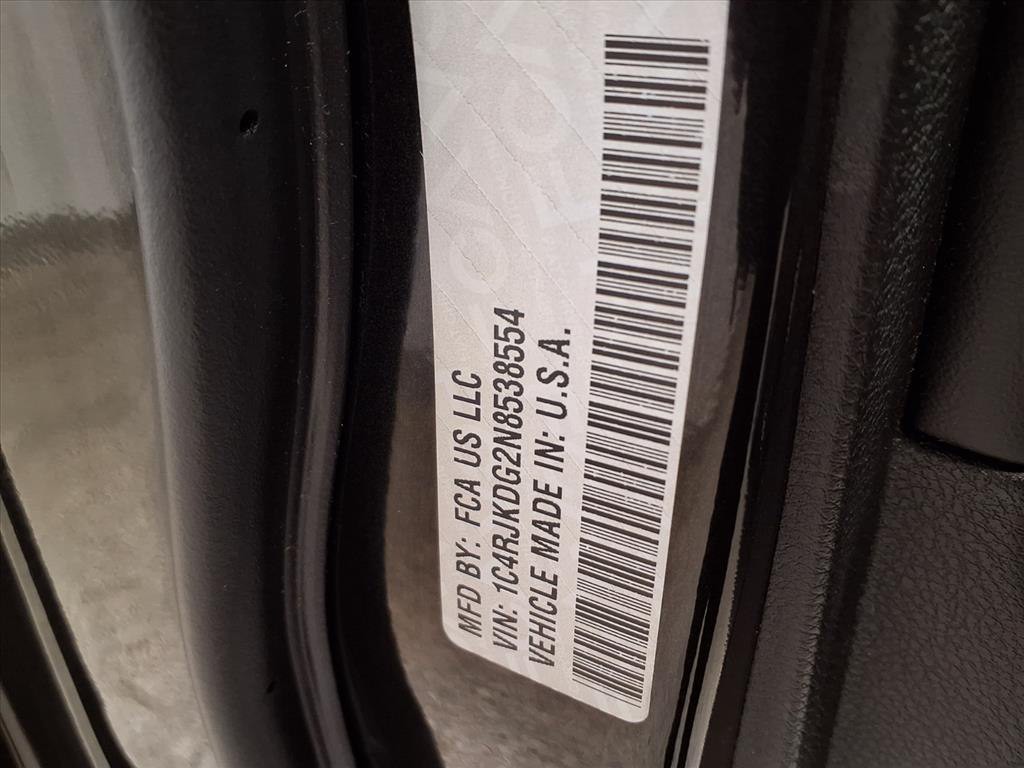 MFD BY: FCA US LLC
VIN: 1C4RJKDG2N8538554
VEHICLE MADE IN: U.S.A.